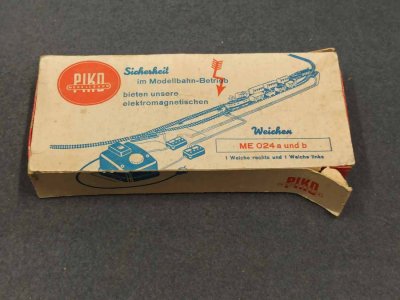 PIKO
Sicherheit
im Modellbahn-Betrieb
bieten unsere
elektromagnetischen
Weichen
ME 024 a und b
1 Weiche rechts und 1 Weiche links
PIKO